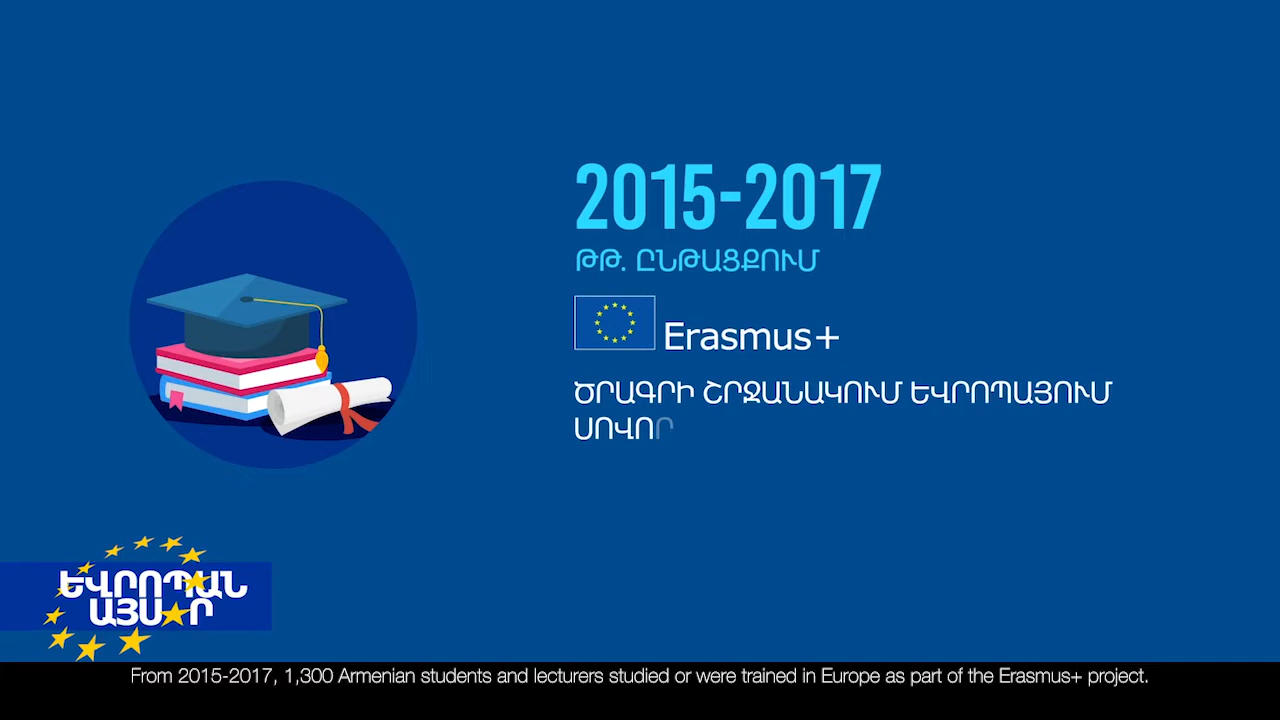 2015-2017
ԹԹ. ԸՆԹԱՑՔՈՒՄ
Erasmus+
ԾՐԱԳՐԻ ՇՐՋԱՆԱԿՈՒՄ ԵՎՐՈՊԱՅՈՒՄ
ՍՈՎՈՐ
ԵՎՐՈՊԱՆ
ԱՅՍՕՐ
From 2015-2017, 1,300 Armenian students and lecturers studied or were trained in Europe as part of the Erasmus+ project.